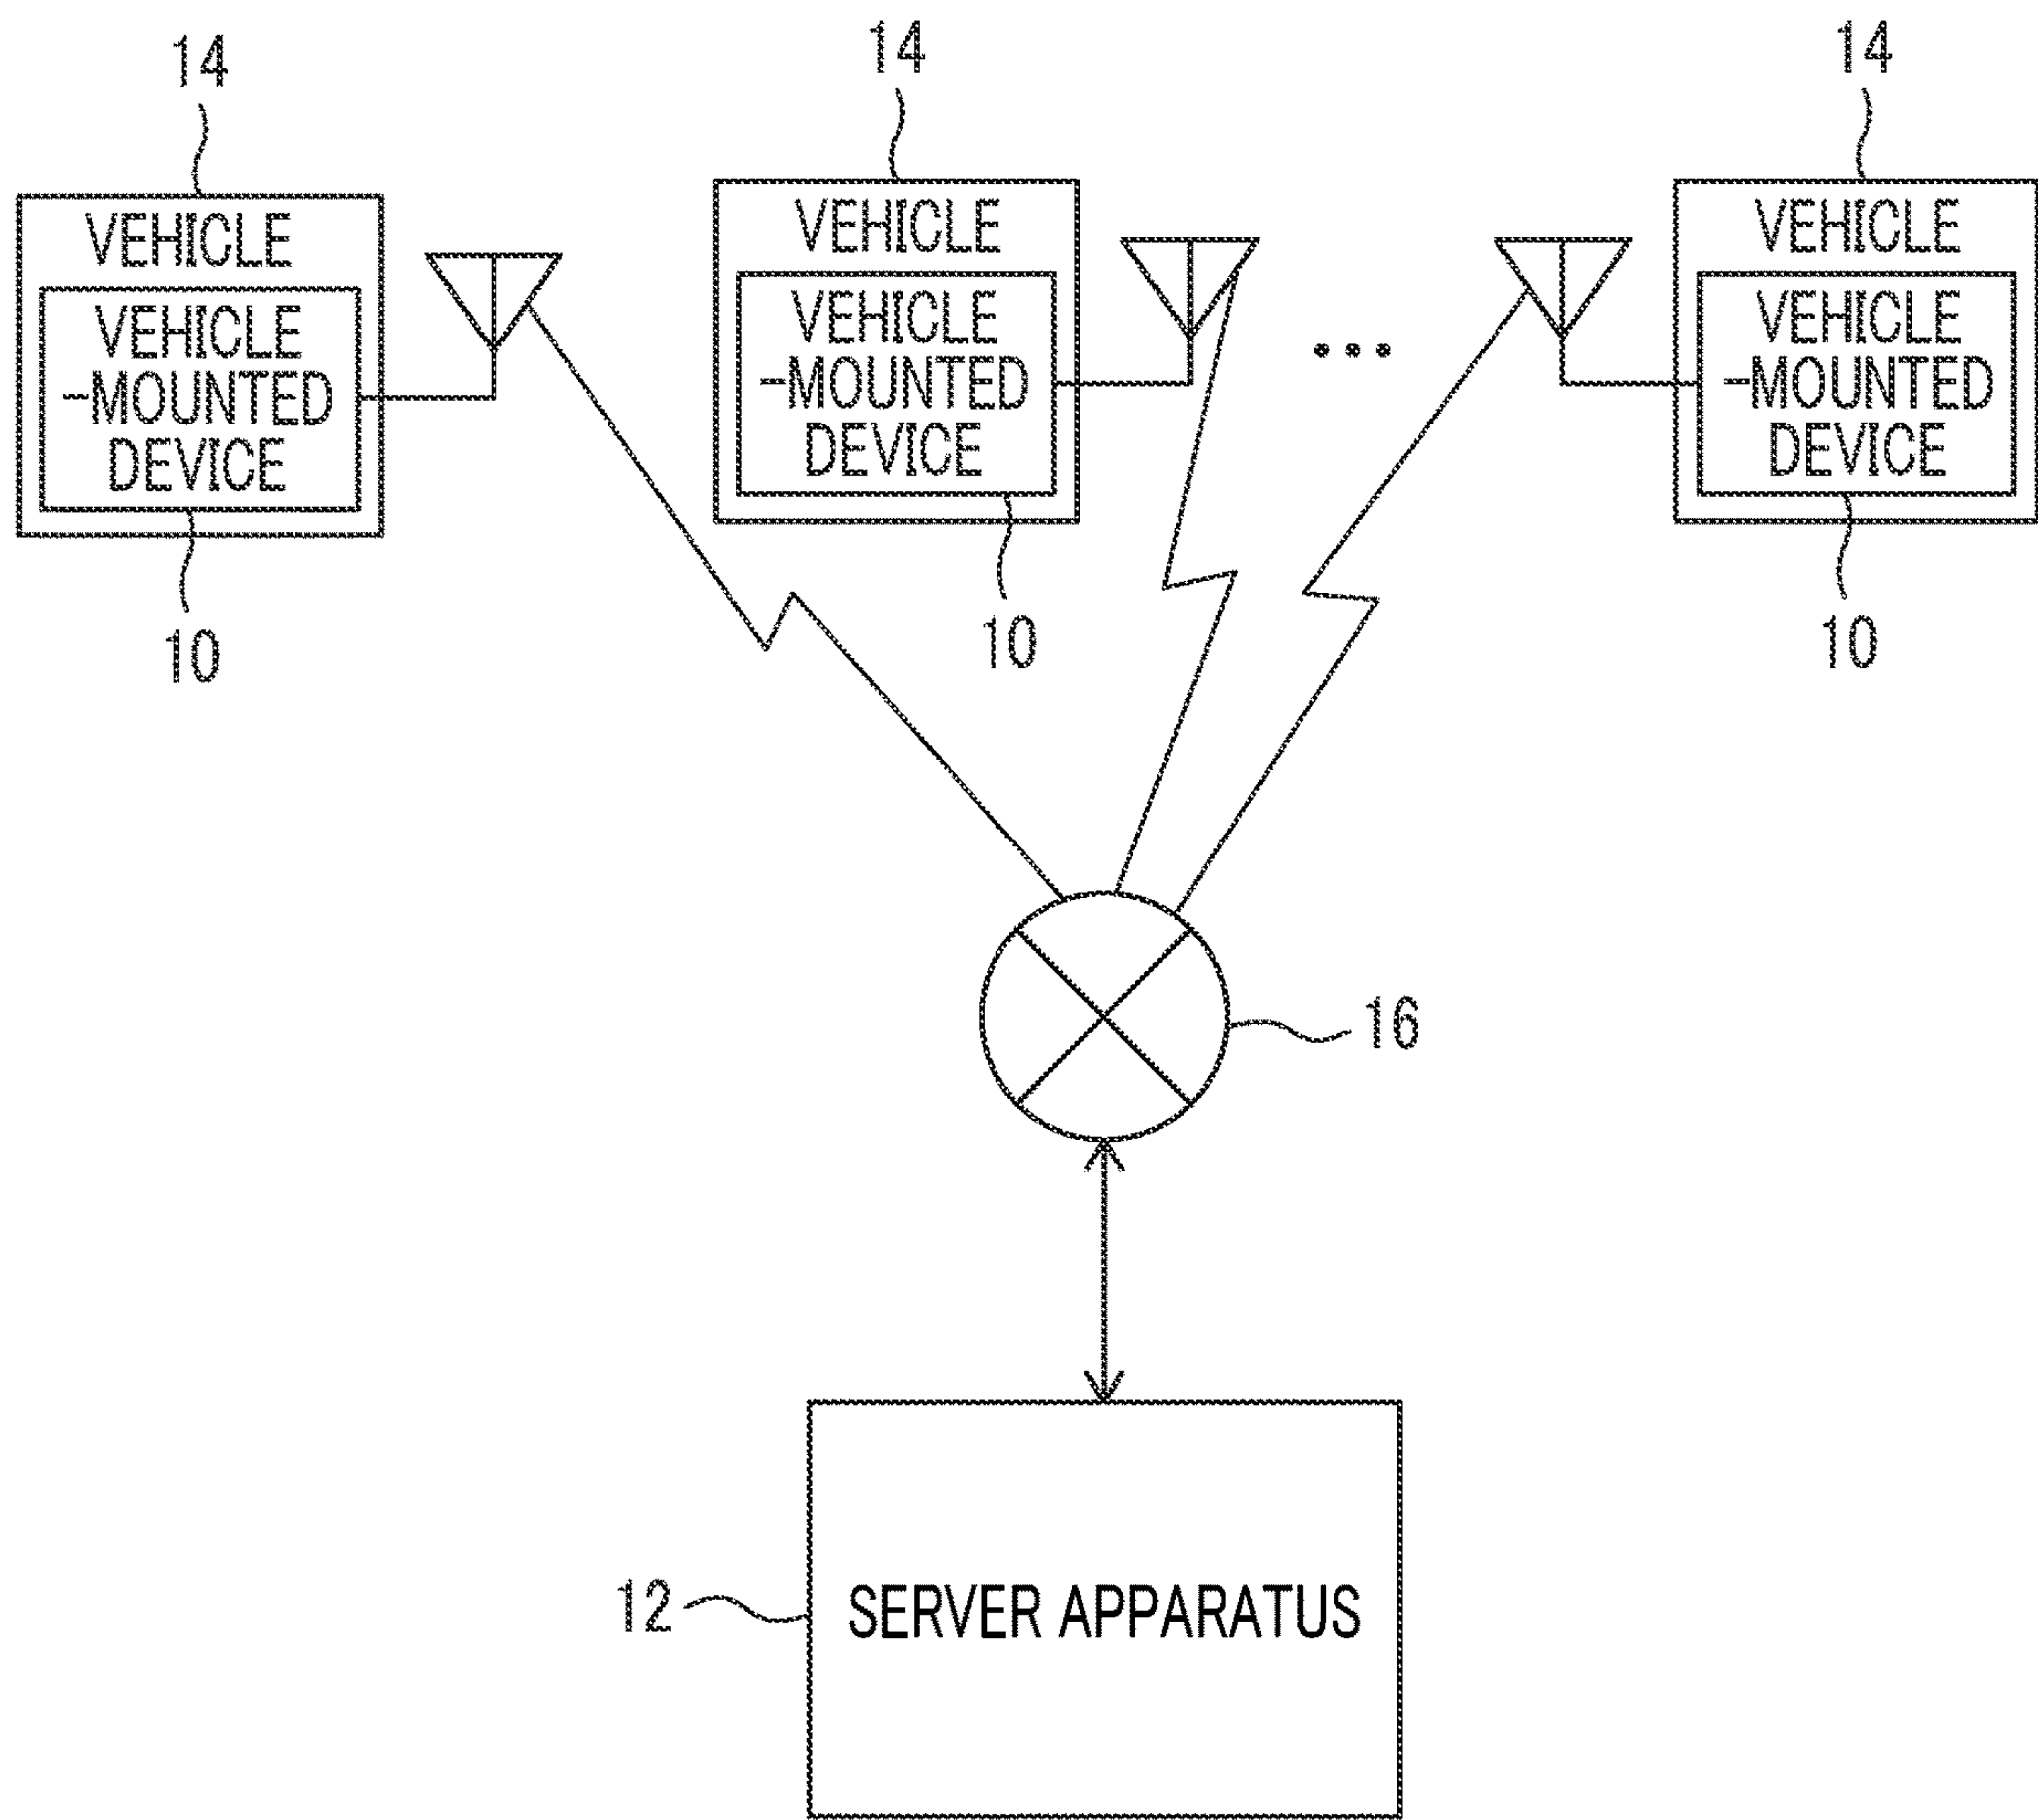 14
14
14
VEHICLE
VEHICLE
-MOUNTED
DEVICE
10
VEHICLE
VEHICLE
-MOUNTED
DEVICE
10
...
VEHICLE
VEHICLE
-MOUNTED
DEVICE
10
16
12
SERVER APPARATUS